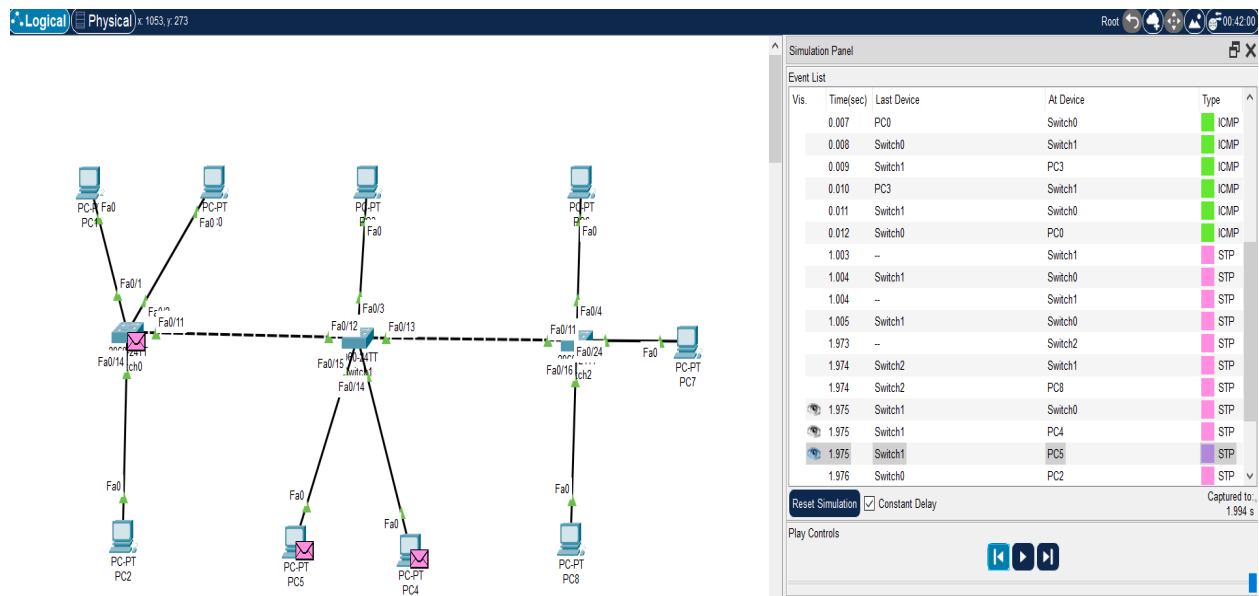 Logical Physical x: 1053, y: 273 Root 00:42:00
Simulation Panel
Event List
Vis. Time(sec) Last Device At Device Type
0.007 PC0 Switch0 ICMP
0.008 Switch0 Switch1 ICMP
0.009 Switch1 PC3 ICMP
0.010 PC3 Switch1 ICMP
0.011 Switch1 Switch0 ICMP
0.012 Switch0 PC0 ICMP
1.003 -- Switch1 STP
1.004 Switch1 Switch0 STP
1.004 -- Switch1 STP
1.005 Switch1 Switch0 STP
1.973 -- Switch2 STP
1.974 Switch2 Switch1 STP
1.974 Switch2 PC8 STP
1.975 Switch1 Switch0 STP
1.975 Switch1 PC4 STP
1.975 Switch1 PC5 STP
1.976 Switch0 PC2 STP
Reset Simulation Constant Delay
Captured to:
1.994 s
Play Controls
Fa0
PC1
PC-PT
Fa0
PC-PT
Fa0
Fa0
Fa0/1
Fa0/11
Fa0/14
Fa0/3
Fa0/12
Fa0/13
Fa0/15
Fa0/14
Fa0/4
Fa0/11
Fa0/24
Fa0/16
Fa0
PC-PT
PC7
Fa0
PC-PT
PC2
Fa0
PC-PT
PC5
Fa0
PC-PT
PC4
Fa0
PC-PT
PC8